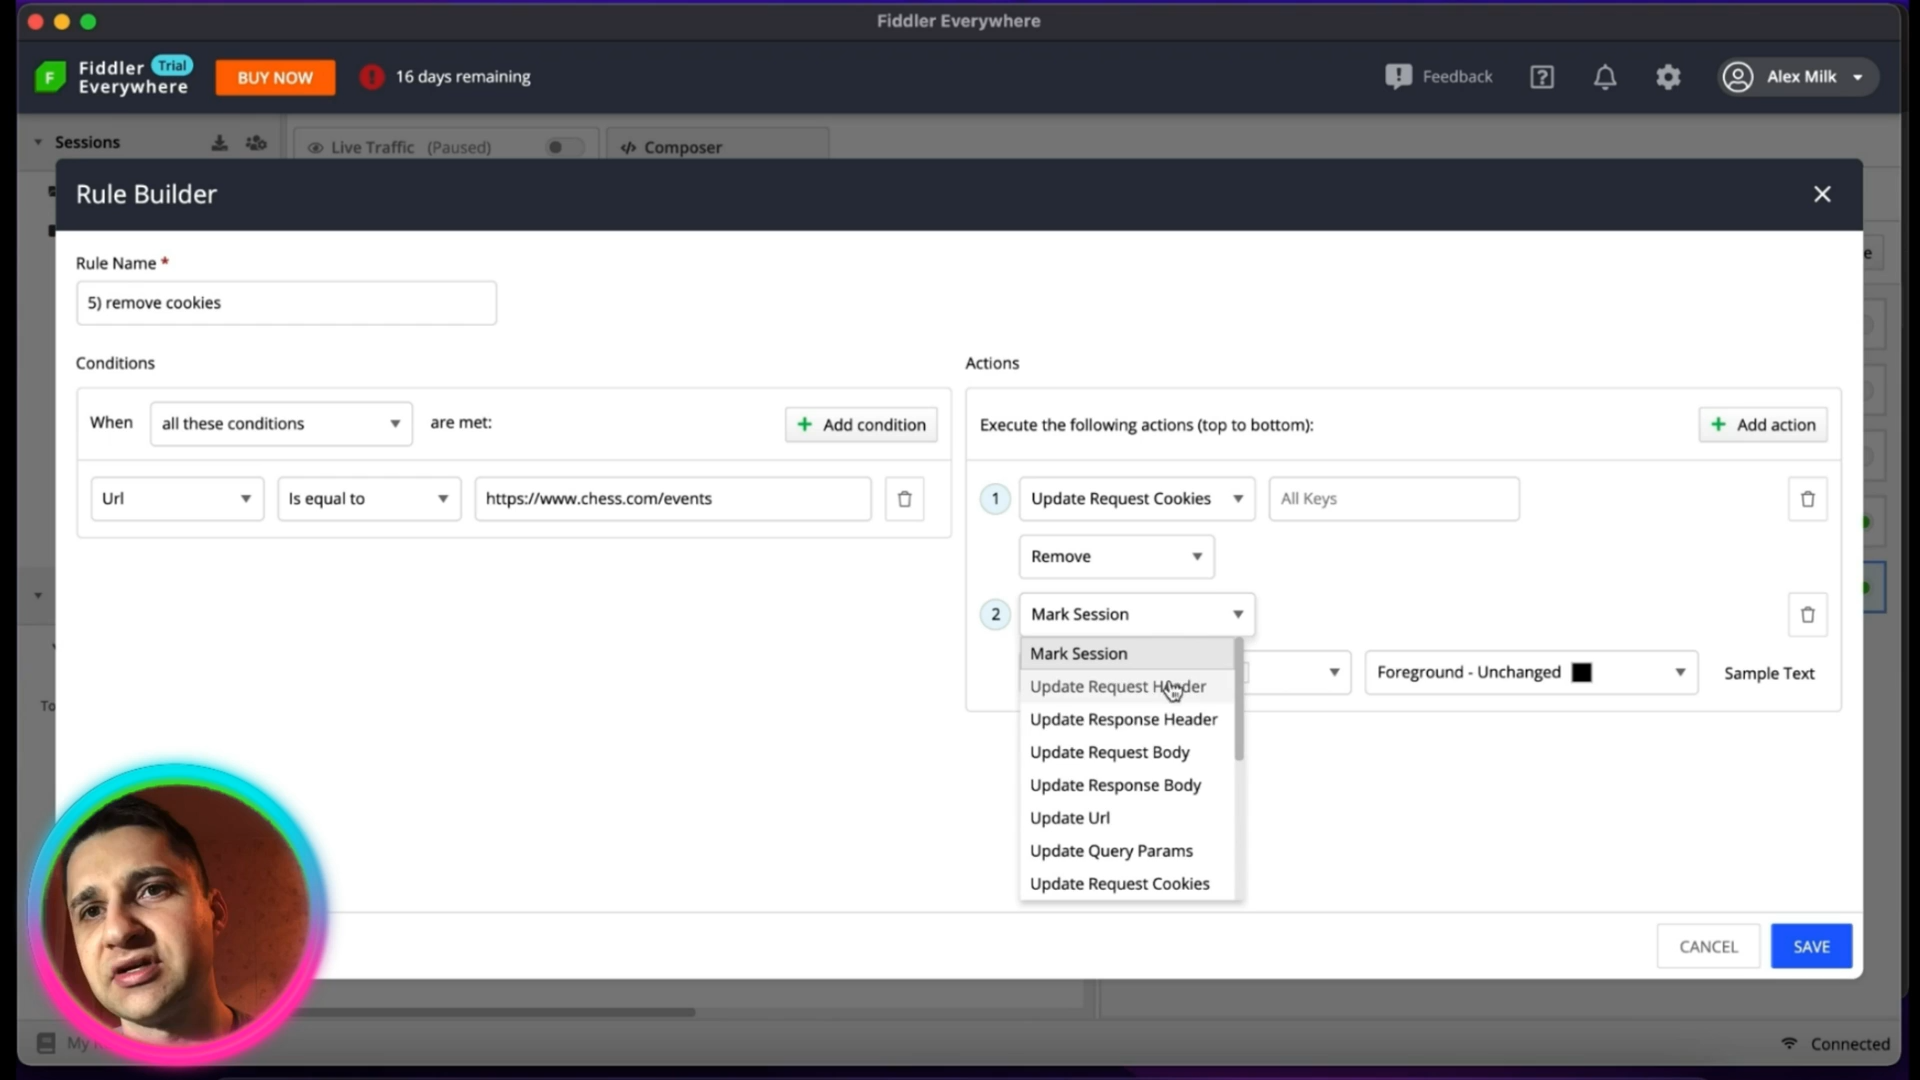 Fiddler Everywhere
Fiddler Trial
Everywhere
BUY NOW
16 days remaining
Feedback
Alex Milk
Sessions
Live Traffic (Paused)
Composer
Rule Builder
Rule Name *
5) remove cookies
Conditions
Actions
When all these conditions are met:
Add condition
Execute the following actions (top to bottom):
Add action
Url
Is equal to
https://www.chess.com/events
1 Update Request Cookies
All Keys
Remove
2 Mark Session
Mark Session
Update Request Header
Foreground - Unchanged
Sample Text
Update Response Header
Update Request Body
Update Response Body
Update Url
Update Query Params
Update Request Cookies
CANCEL
SAVE
My
Connected